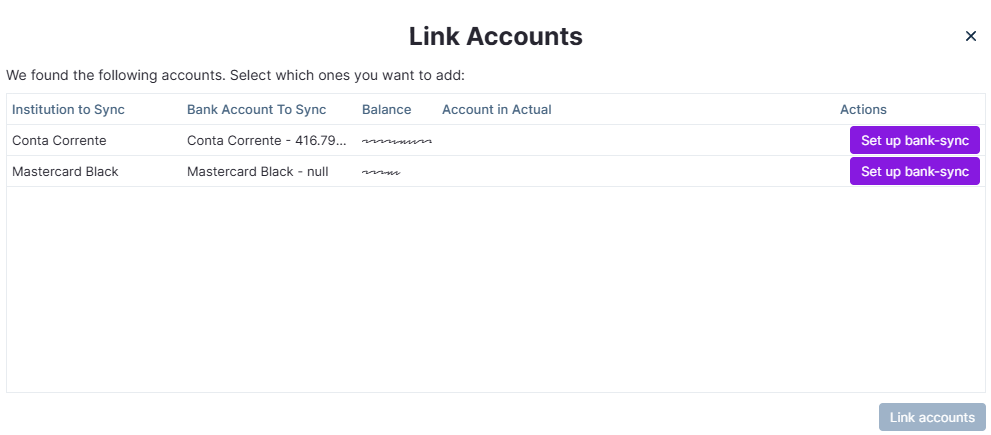 Link Accounts
We found the following accounts. Select which ones you want to add:
Institution to Sync Bank Account To Sync Balance Account in Actual Actions
Conta Corrente Conta Corrente - 416.79... Set up bank-sync
Mastercard Black Mastercard Black - null Set up bank-sync
Link accounts